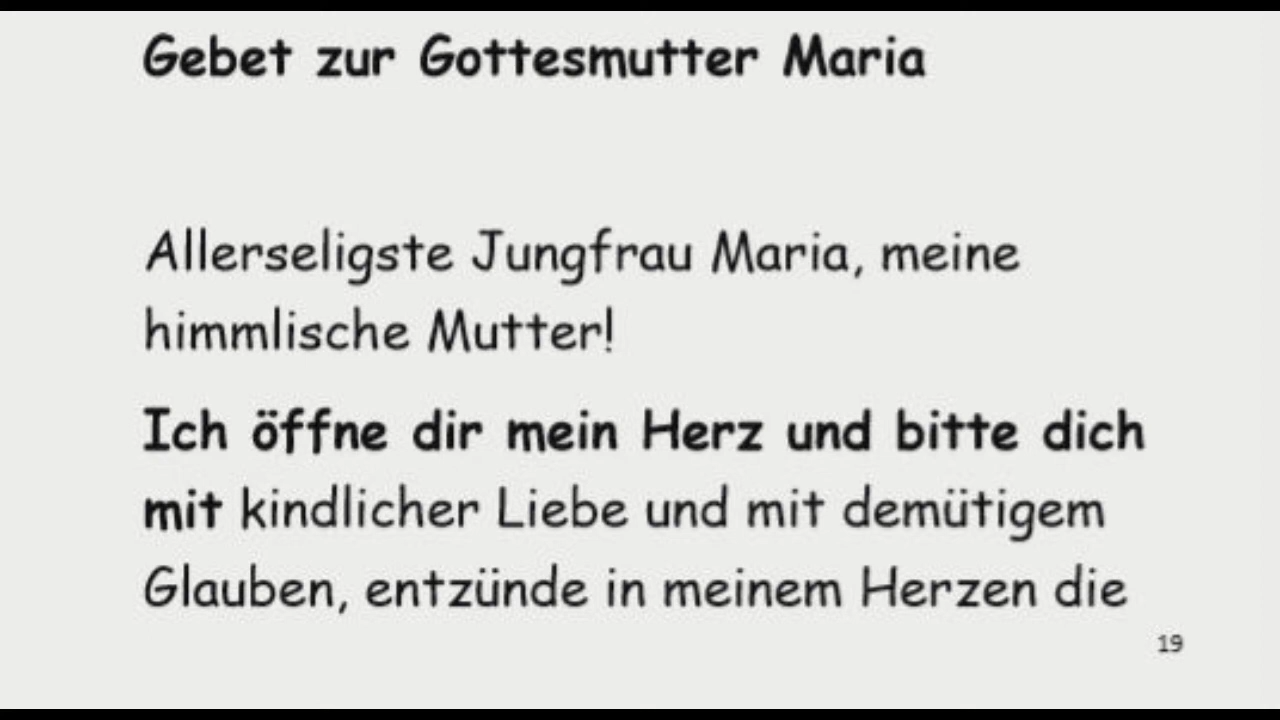 Gebet zur Gottesmutter Maria
Allerseligste Jungfrau Maria, meine
himmlische Mutter!
Ich öffne dir mein Herz und bitte dich
mit kindlicher Liebe und mit demütigem
Glauben, entzünde in meinem Herzen die
19